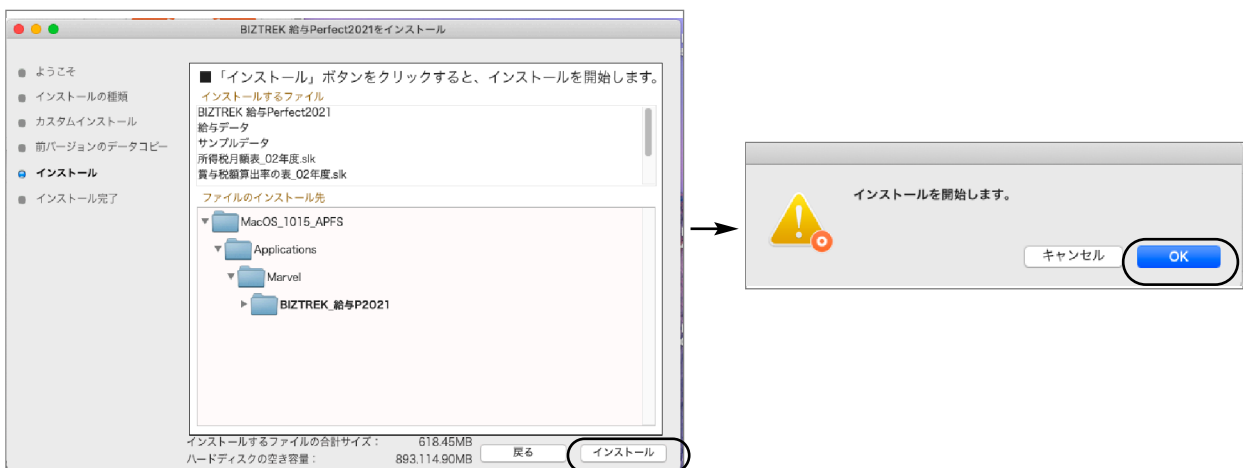 BIZTREK 給与Perfect2021をインストール
ようこそ
インストールの種類
カスタムインストール
前バージョンのデータコピー
インストール
インストール完了
■「インストール」ボタンをクリックすると、インストールを開始します。
インストールするファイル
BIZTREK 給与Perfect2021
給与データ
サンプルデータ
所得税月額表_02年度.slk
賞与税額算出率の表_02年度.slk
ファイルのインストール先
MacOS_1015_APFS
Applications
Marvel
BIZTREK_給与P2021
インストールするファイルの合計サイズ： 618.45MB
ハードディスクの空き容量： 893,114.90MB
戻る
インストール
インストールを開始します。
キャンセル
OK